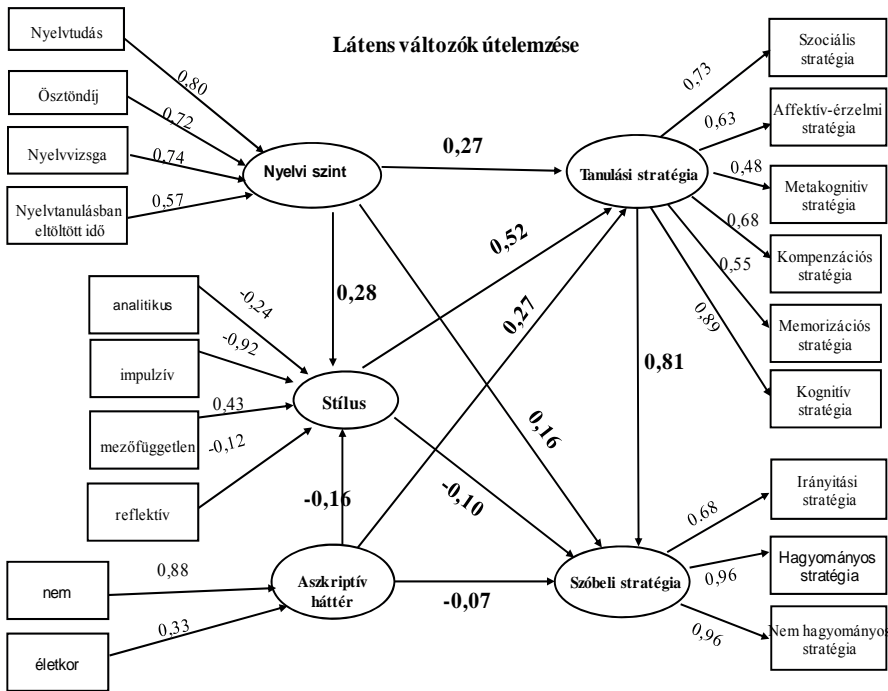 Látens változók útelemzése
Nyelvtudás
0,80
Ösztöndíj
0,72
Nyelvvizsga
0,74
Nyelvtanulásban
eltöltött idő
0,57
Nyelvi szint
0,27
0,28
0,16
analitikus
-0,24
impulzív
-0,92
mezőfüggetlen
0,43
reflektív
-0,12
Stílus
0,52
-0,10
nem
0,88
életkor
0,33
Aszkriptív
háttér
-0,16
0,27
-0,07
Tanulási stratégia
0,81
0,73
Szociális
stratégia
0,63
Affektív-érzelmi
stratégia
0,48
Metakognitiv
stratégia
0,68
Kompenzációs
stratégia
0,55
Memorizációs
stratégia
0,89
Kognitív
stratégia
Szóbeli stratégia
0.68
Irányitási
stratégia
0,96
Hagyományos
stratégia
0,96
Nem hagyományos
stratégia